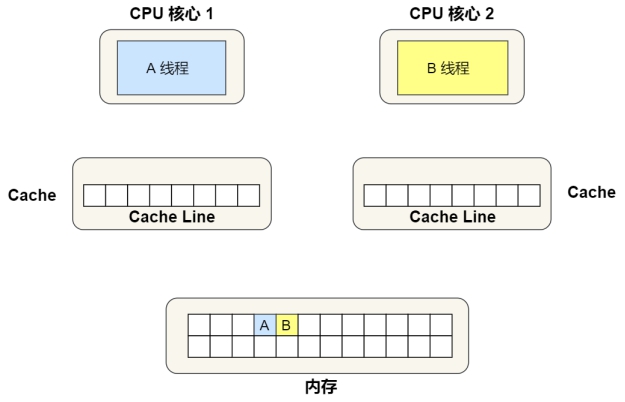 CPU 核心 1
CPU 核心 2
A 线程
B 线程
Cache
Cache Line
Cache Line
Cache
A
B
内存